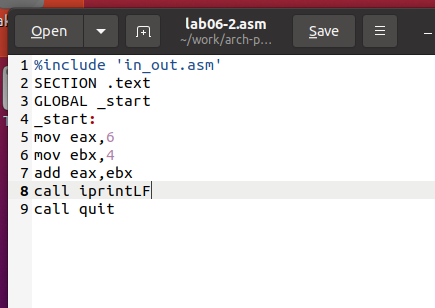 Open
lab06-2.asm
~/work/arch-p...
Save
1 %include 'in_out.asm'
2 SECTION .text
3 GLOBAL _start
4 _start:
5 mov eax,6
6 mov ebx,4
7 add eax,ebx
8 call iprintLF
9 call quit